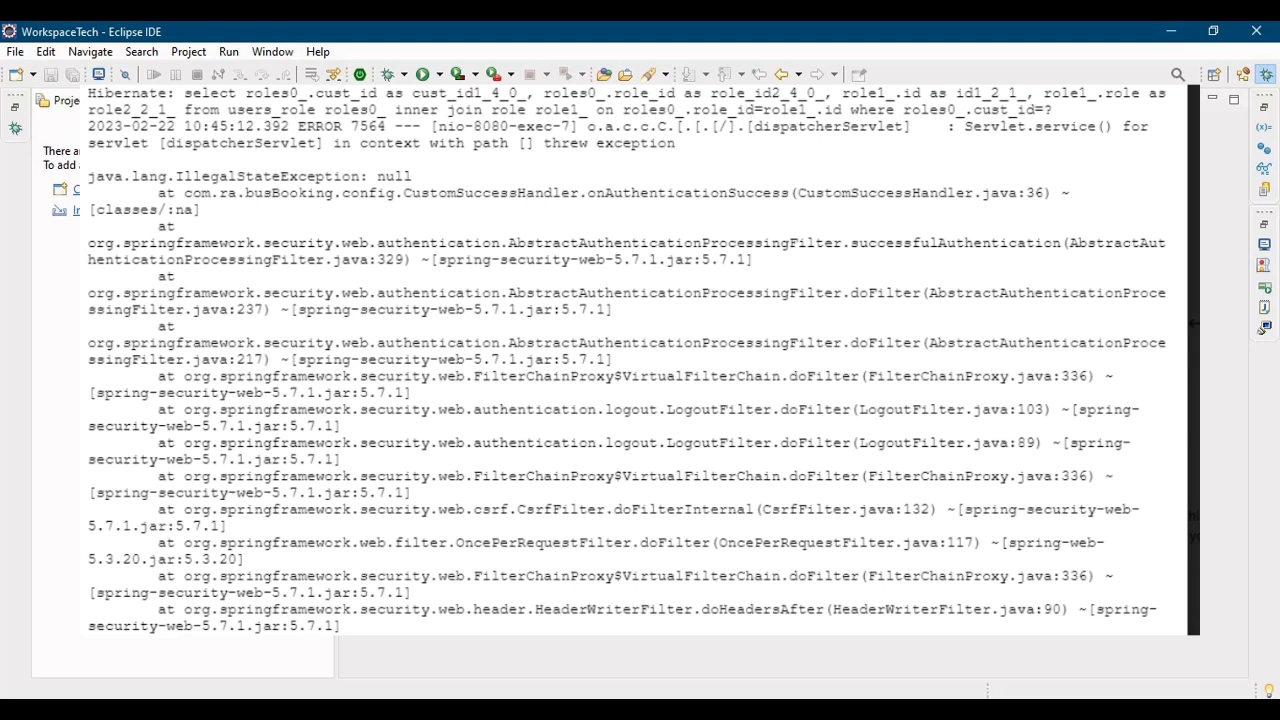 WorkspaceTech - Eclipse IDE
File Edit Navigate Search Project Run Window Help
Proje
There ar
To add
C
In
Hibernate: select roles0_.cust_id as cust_id1_4_0_, roles0_.role_id as role_id2_4_0_, role1_.id as id1_2_1_, role1_.role as
role2_2_1_ from users_role roles0_ inner join role role1_ on roles0_.role_id=role1_.id where roles0_.cust_id=?
2023-02-22 10:45:12.392 ERROR 7564 --- [nio-8080-exec-7] o.a.c.c.C.[.[.[/].[dispatcherServlet] : Servlet.service() for
servlet [dispatcherServlet] in context with path [] threw exception
java.lang.IllegalStateException: null
at com.ra.busBooking.config.CustomSuccessHandler.onAuthenticationSuccess(CustomSuccessHandler.java:36) ~
[classes/:na]
at
org.springframework.security.web.authentication.AbstractAuthenticationProcessingFilter.successfulAuthentication(AbstractAut
henticationProcessingFilter.java:329) ~[spring-security-web-5.7.1.jar:5.7.1]
at
org.springframework.security.web.authentication.AbstractAuthenticationProcessingFilter.doFilter(AbstractAuthenticationProce
ssingFilter.java:237) ~[spring-security-web-5.7.1.jar:5.7.1]
at
org.springframework.security.web.authentication.AbstractAuthenticationProcessingFilter.doFilter(AbstractAuthenticationProce
ssingFilter.java:217) ~[spring-security-web-5.7.1.jar:5.7.1]
at org.springframework.security.web.FilterChainProxy$VirtualFilterChain.doFilter(FilterChainProxy.java:336) ~
[spring-security-web-5.7.1.jar:5.7.1]
at org.springframework.security.web.authentication.logout.LogoutFilter.doFilter(LogoutFilter.java:103) ~[spring-
security-web-5.7.1.jar:5.7.1]
at org.springframework.security.web.authentication.logout.LogoutFilter.doFilter(LogoutFilter.java:89) ~[spring-
security-web-5.7.1.jar:5.7.1]
at org.springframework.security.web.FilterChainProxy$VirtualFilterChain.doFilter(FilterChainProxy.java:336) ~
[spring-security-web-5.7.1.jar:5.7.1]
at org.springframework.security.web.csrf.CsrfFilter.doFilterInternal(CsrfFilter.java:132) ~[spring-security-web-
5.7.1.jar:5.7.1]
at org.springframework.web.filter.OncePerRequestFilter.doFilter(OncePerRequestFilter.java:117) ~[spring-web-
5.3.20.jar:5.3.20]
at org.springframework.security.web.FilterChainProxy$VirtualFilterChain.doFilter(FilterChainProxy.java:336) ~
[spring-security-web-5.7.1.jar:5.7.1]
at org.springframework.security.web.header.HeaderWriterFilter.doHeadersAfter(HeaderWriterFilter.java:90) ~[spring-
security-web-5.7.1.jar:5.7.1]